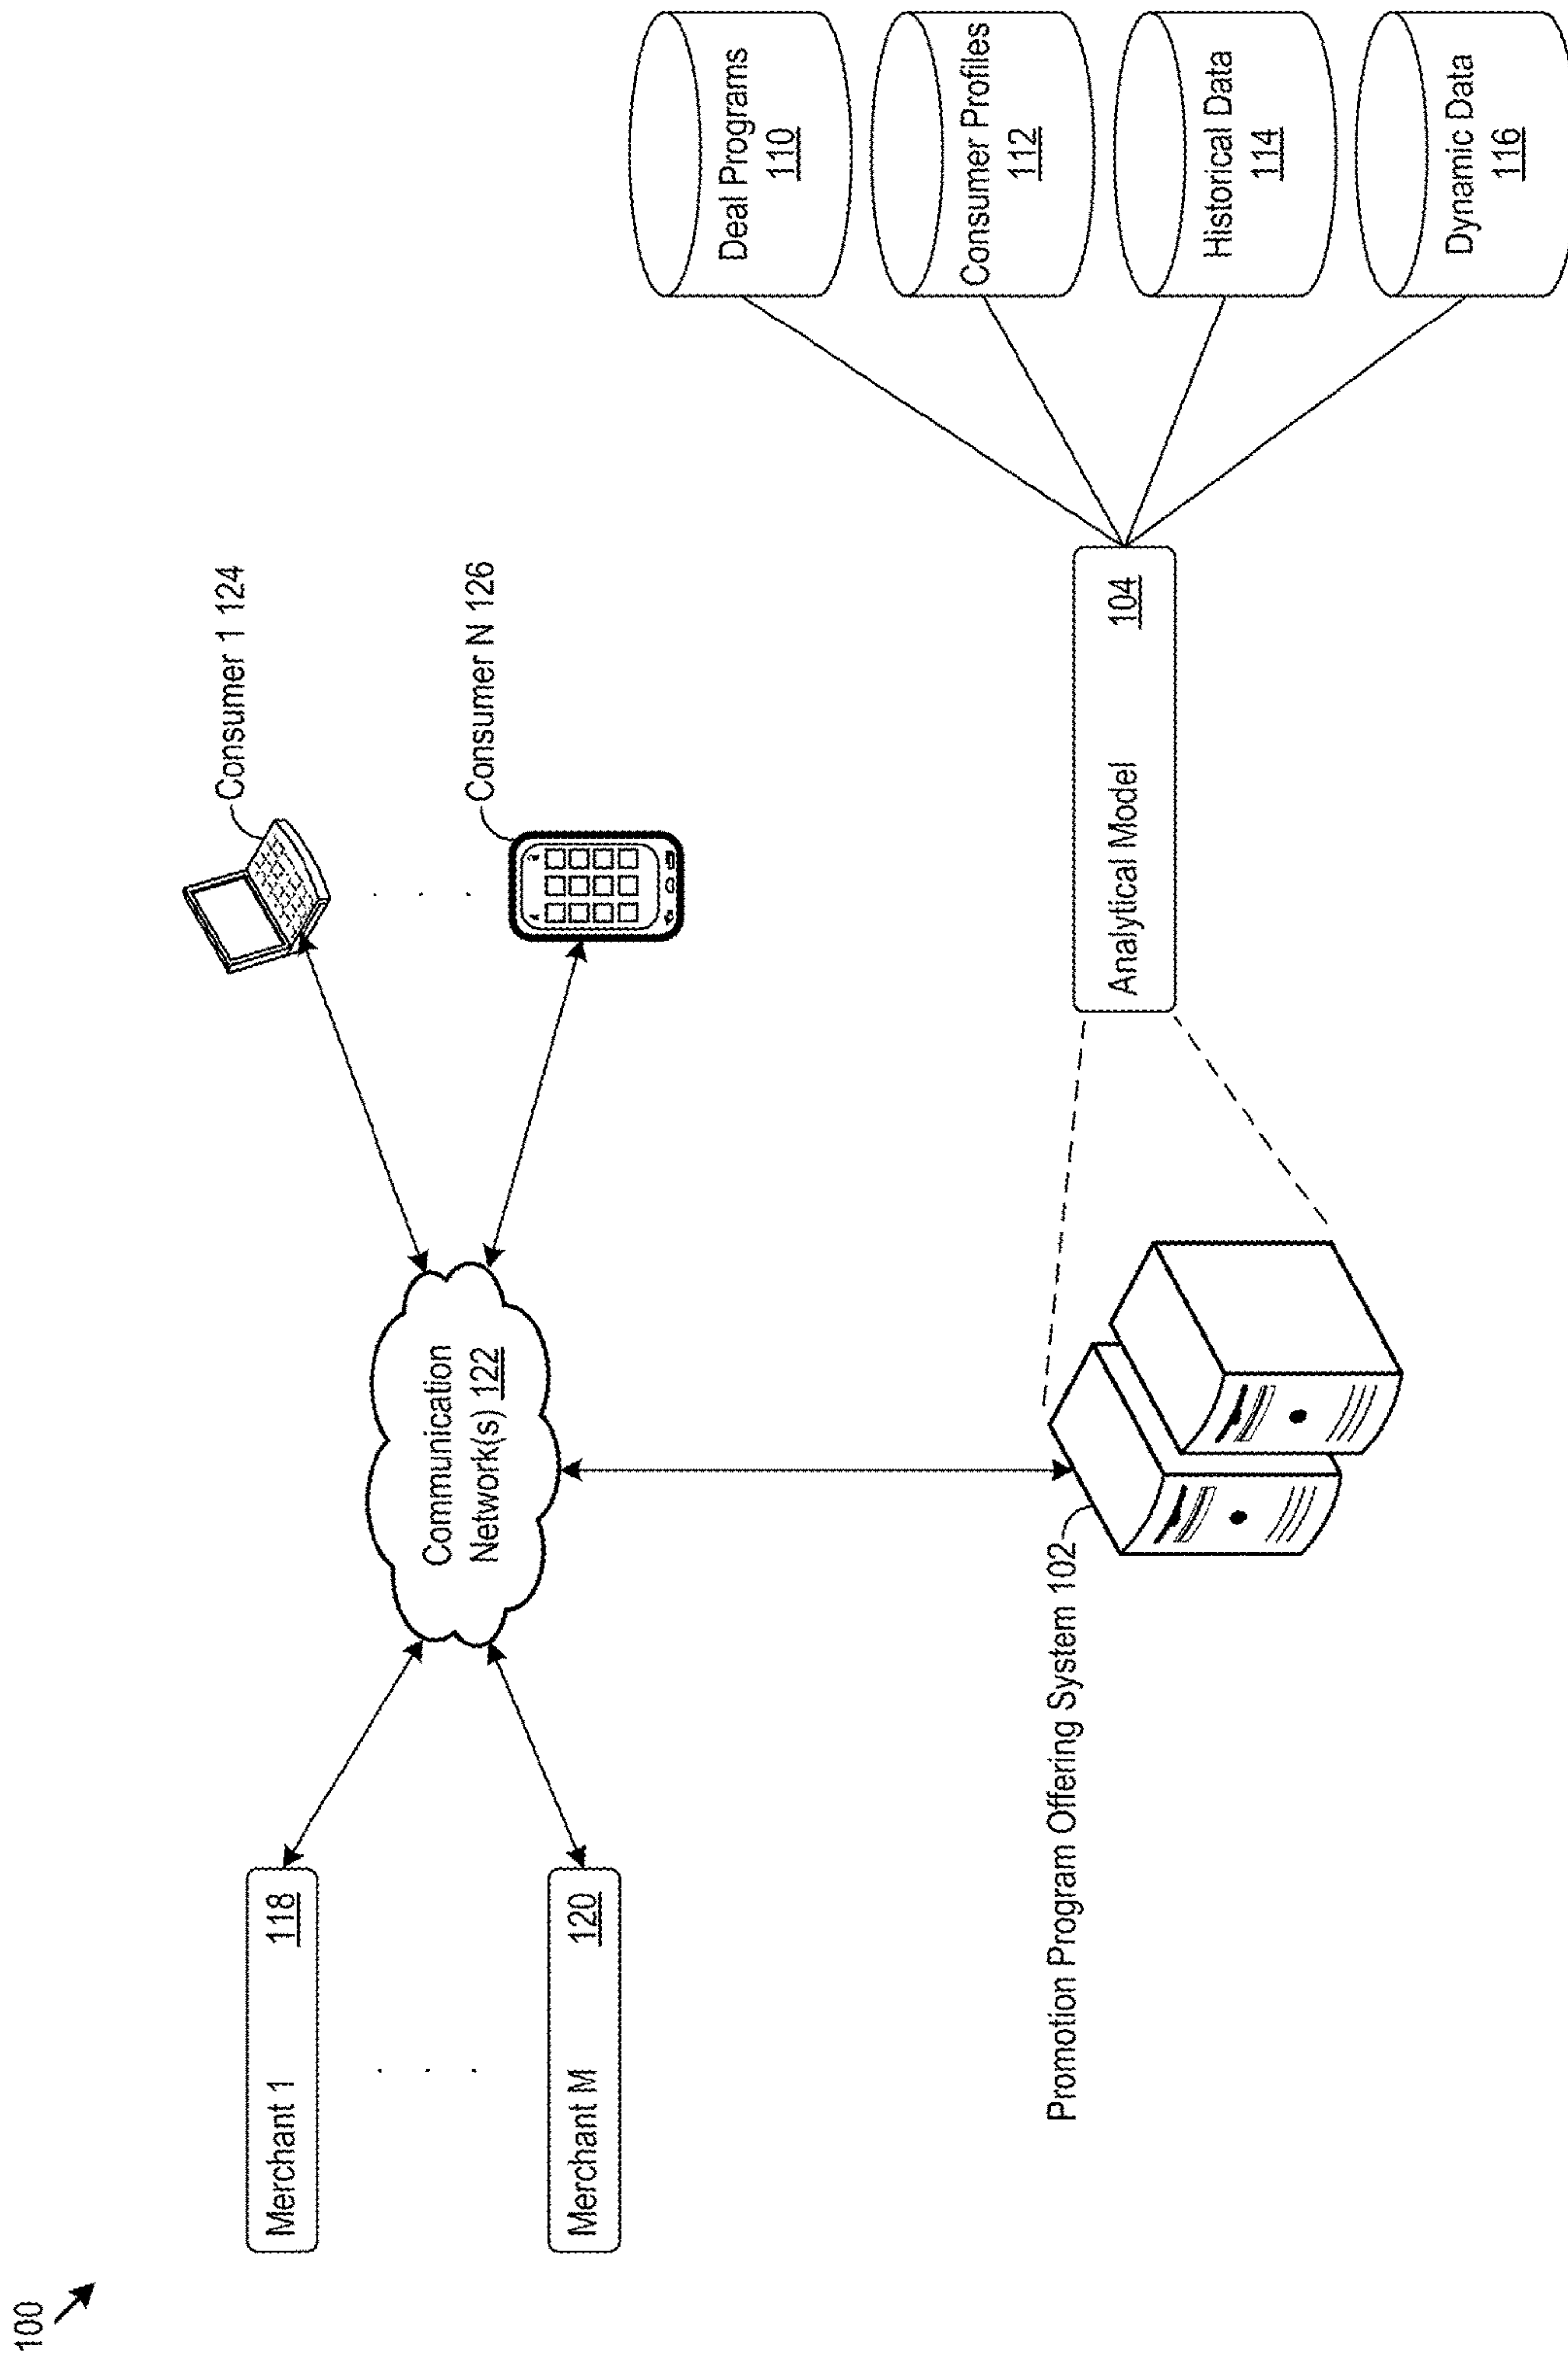 100
Merchant 1 118
Merchant M 120
Communication
Network(s) 122
Consumer 1 124
Consumer N 126
Promotion Program Offering System 102
Analytical Model 104
Deal Programs
110
Consumer Profiles
112
Historical Data
114
Dynamic Data
116